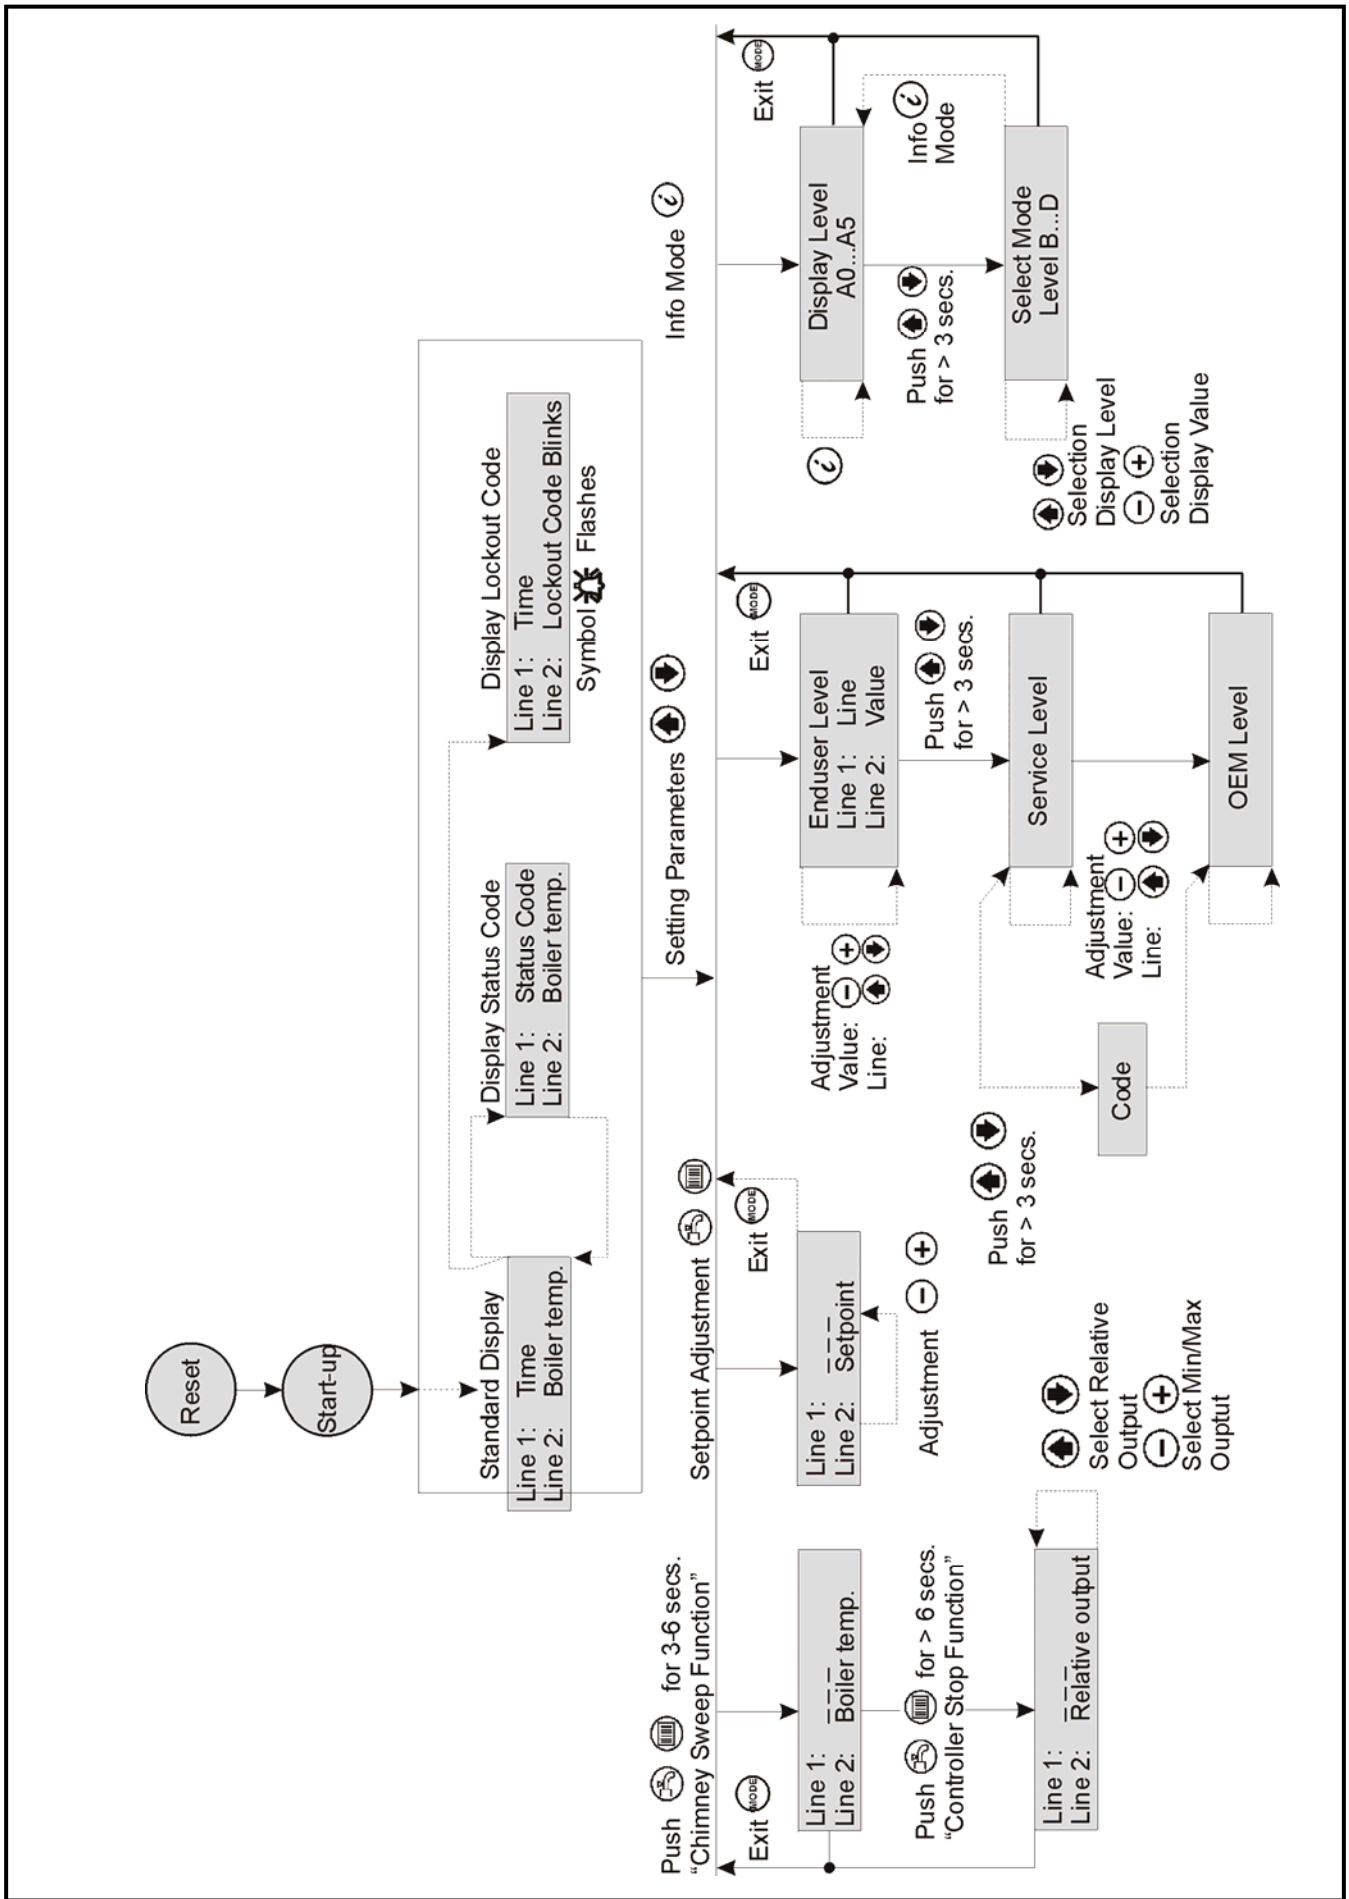 Reset
Start-up
Standard Display
Line 1: Time
Line 2: Boiler temp.
Display Status Code
Line 1: Status Code
Line 2: Boiler temp.
Display Lockout Code
Line 1: Time
Line 2: Lockout Code Blinks
Symbol Flashes
Push for 3-6 secs.
“Chimney Sweep Function”
Exit MODE
Line 1: _ _ _
Line 2: Boiler temp.
Push for > 6 secs.
“Controller Stop Function”
Line 1: _ _ _
Line 2: Relative output
Select Relative
Output
− +
Select Min/Max
Ouptut
Setpoint Adjustment
Exit MODE
Line 1: _ _ _
Line 2: Setpoint
Adjustment − +
Setting Parameters
Exit MODE
Enduser Level
Line 1: Line
Line 2: Value
Adjustment
Value: − +
Line:
Push
for > 3 secs.
Service Level
Push
for > 3 secs.
Code
Adjustment
Value: − +
Line:
OEM Level
Info Mode i
Exit MODE
Display Level
A0...A5
i
Push
for > 3 secs.
Info i
Mode
Select Mode
Level B...D
Selection
Display Level
− +
Selection
Display Value